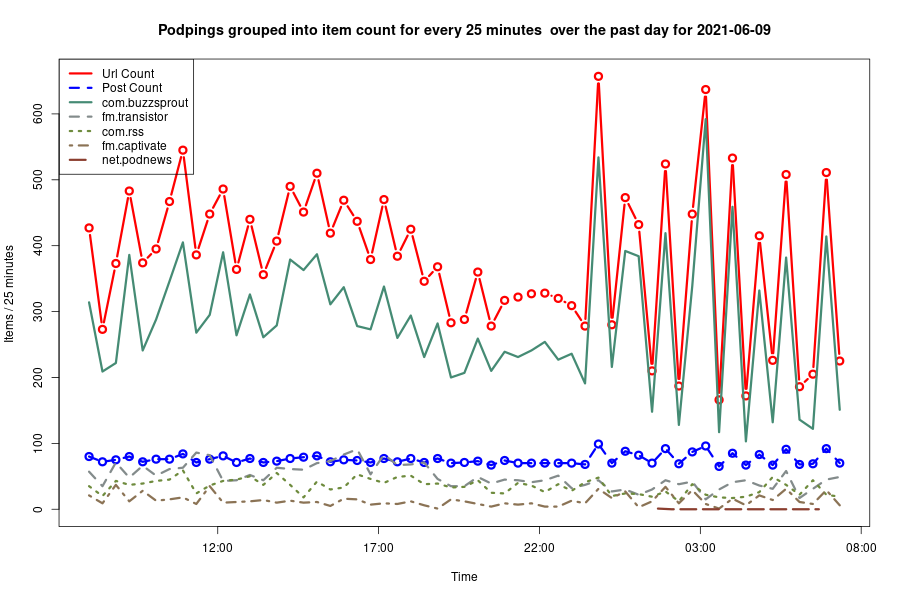 Podpings grouped into item count for every 25 minutes  over the past day for 2021-06-09
Url Count
Post Count
com.buzzsprout
fm.transistor
com.rss
fm.captivate
net.podnews
Items / 25 minutes
600
500
400
300
200
100
0
12:00 17:00 22:00 03:00 08:00
Time